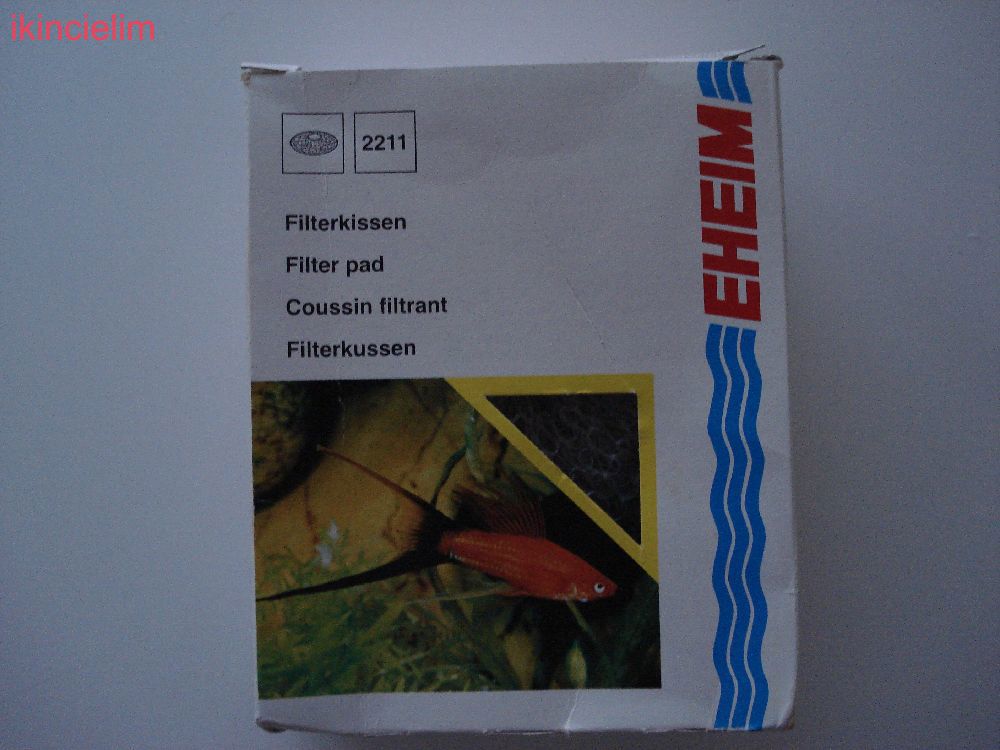 ikincielim
2211
Filterkissen
Filter pad
Coussin filtrant
Filterkussen
EHEIM